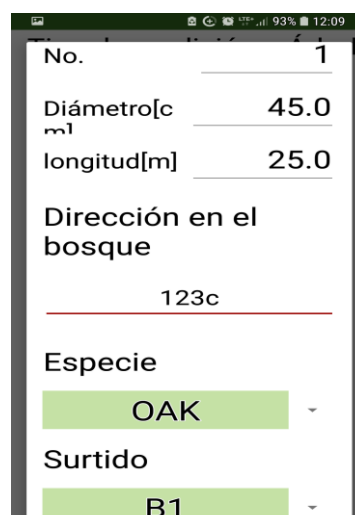 LTE+ 93% 12:09
No. 1
Diámetro[c
m] 45.0
longitud[m] 25.0
Dirección en el
bosque
123c
Especie
OAK
Surtido
B1